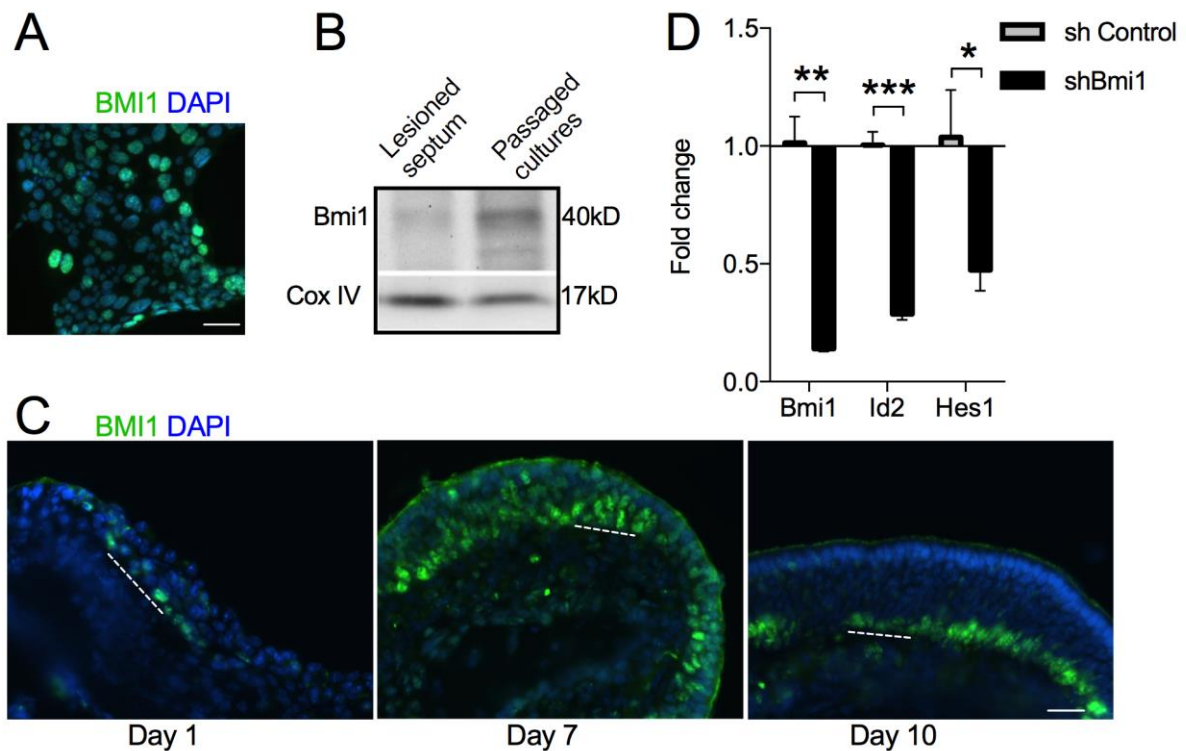 A
BMI1 DAPI
B
Lesioned
septum
Passaged
cultures
Bmi1
40kD
Cox IV
17kD
D
sh Control
shBmi1
Fold change
1.5
1.0
0.5
0.0
**
***
*
Bmi1
Id2
Hes1
C
BMI1 DAPI
Day 1
Day 7
Day 10